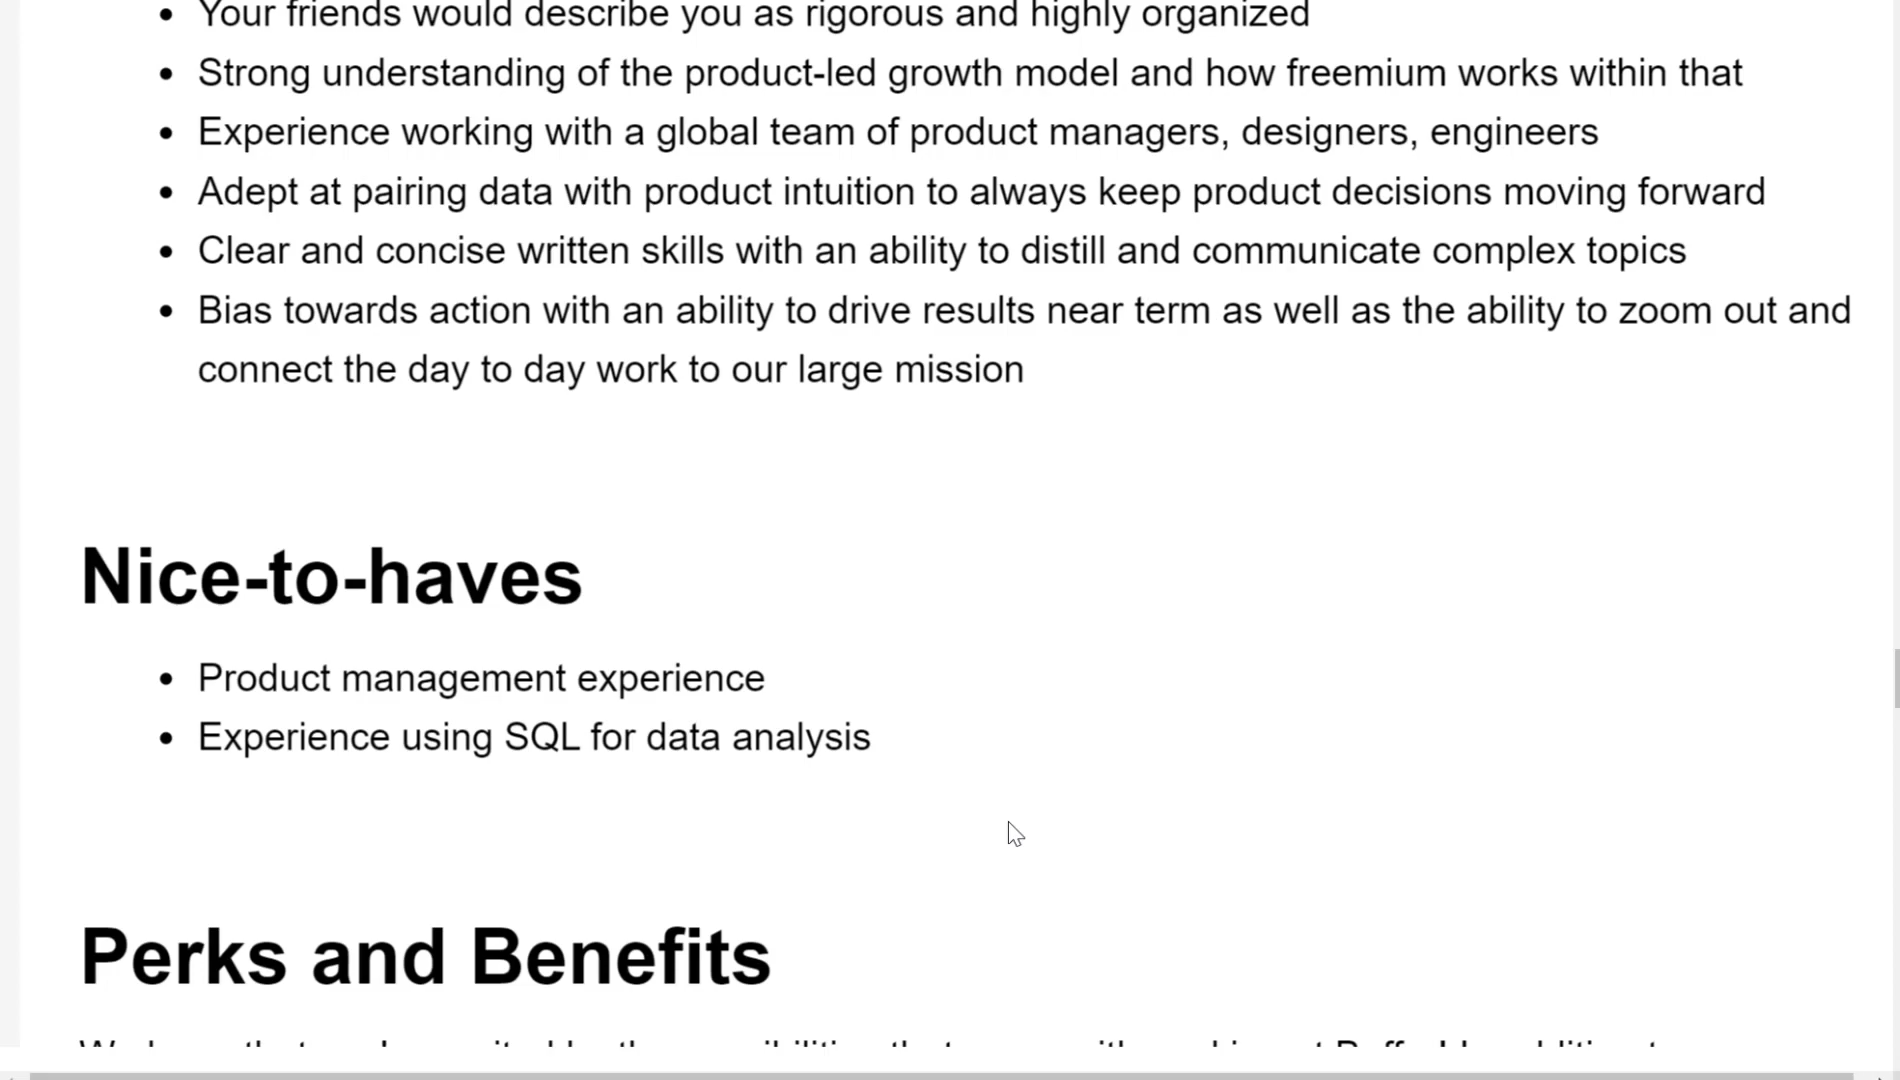 Your friends would describe you as rigorous and highly organized
Strong understanding of the product-led growth model and how freemium works within that
Experience working with a global team of product managers, designers, engineers
Adept at pairing data with product intuition to always keep product decisions moving forward
Clear and concise written skills with an ability to distill and communicate complex topics
Bias towards action with an ability to drive results near term as well as the ability to zoom out and
connect the day to day work to our large mission
Nice-to-haves
Product management experience
Experience using SQL for data analysis
Perks and Benefits